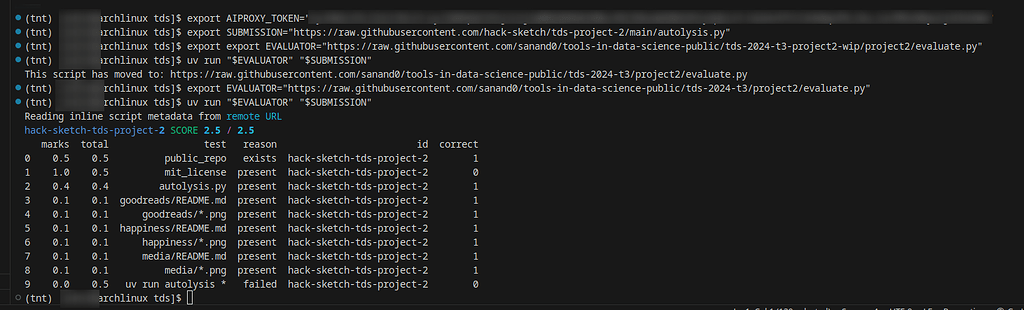 (tnt) archlinux tds]$ export AIPROXY_TOKEN='
(tnt) archlinux tds]$ export SUBMISSION="https://raw.githubusercontent.com/hack-sketch/tds-project-2/main/autolysis.py"
(tnt) archlinux tds]$ export export EVALUATOR="https://raw.githubusercontent.com/sanand0/tools-in-data-science-public/tds-2024-t3-project2-wip/project2/evaluate.py"
(tnt) archlinux tds]$ uv run "$EVALUATOR" "$SUBMISSION"
This script has moved to: https://raw.githubusercontent.com/sanand0/tools-in-data-science-public/tds-2024-t3/project2/evaluate.py
(tnt) archlinux tds]$ export EVALUATOR="https://raw.githubusercontent.com/sanand0/tools-in-data-science-public/tds-2024-t3/project2/evaluate.py"
(tnt) archlinux tds]$ uv run "$EVALUATOR" "$SUBMISSION"
Reading inline script metadata from remote URL
hack-sketch-tds-project-2 SCORE 2.5 / 2.5
marks total test reason id correct
0 0.5 0.5 public_repo exists hack-sketch-tds-project-2 1
1 1.0 0.5 mit_license present hack-sketch-tds-project-2 0
2 0.4 0.4 autolysis.py present hack-sketch-tds-project-2 1
3 0.1 0.1 goodreads/README.md present hack-sketch-tds-project-2 1
4 0.1 0.1 goodreads/*.png present hack-sketch-tds-project-2 1
5 0.1 0.1 happiness/README.md present hack-sketch-tds-project-2 1
6 0.1 0.1 happiness/*.png present hack-sketch-tds-project-2 1
7 0.1 0.1 media/README.md present hack-sketch-tds-project-2 1
8 0.1 0.1 media/*.png present hack-sketch-tds-project-2 1
9 0.0 0.5 uv run autolysis * failed hack-sketch-tds-project-2 0
(tnt) archlinux tds]$